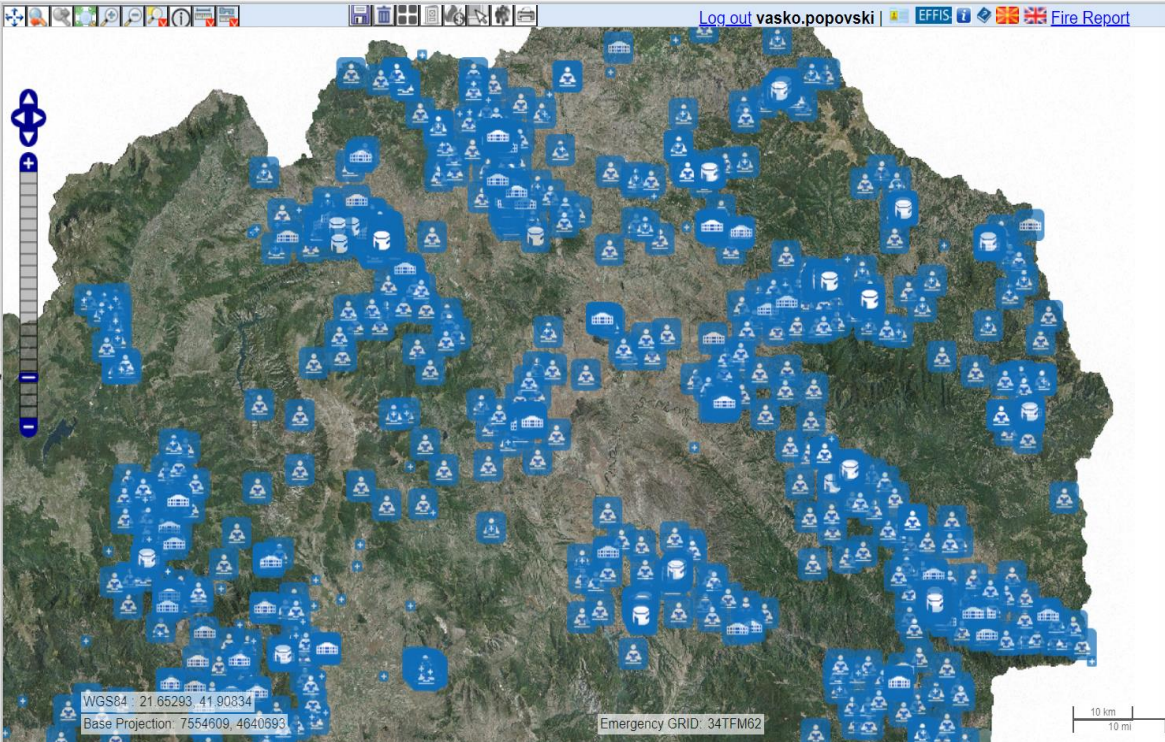 Log out vasko.popovski | EFFIS Fire Report
WGS84 : 21.65293, 41.90834
Base Projection: 7554609, 4640693
Emergency GRID: 34TFM62
10 km
10 mi